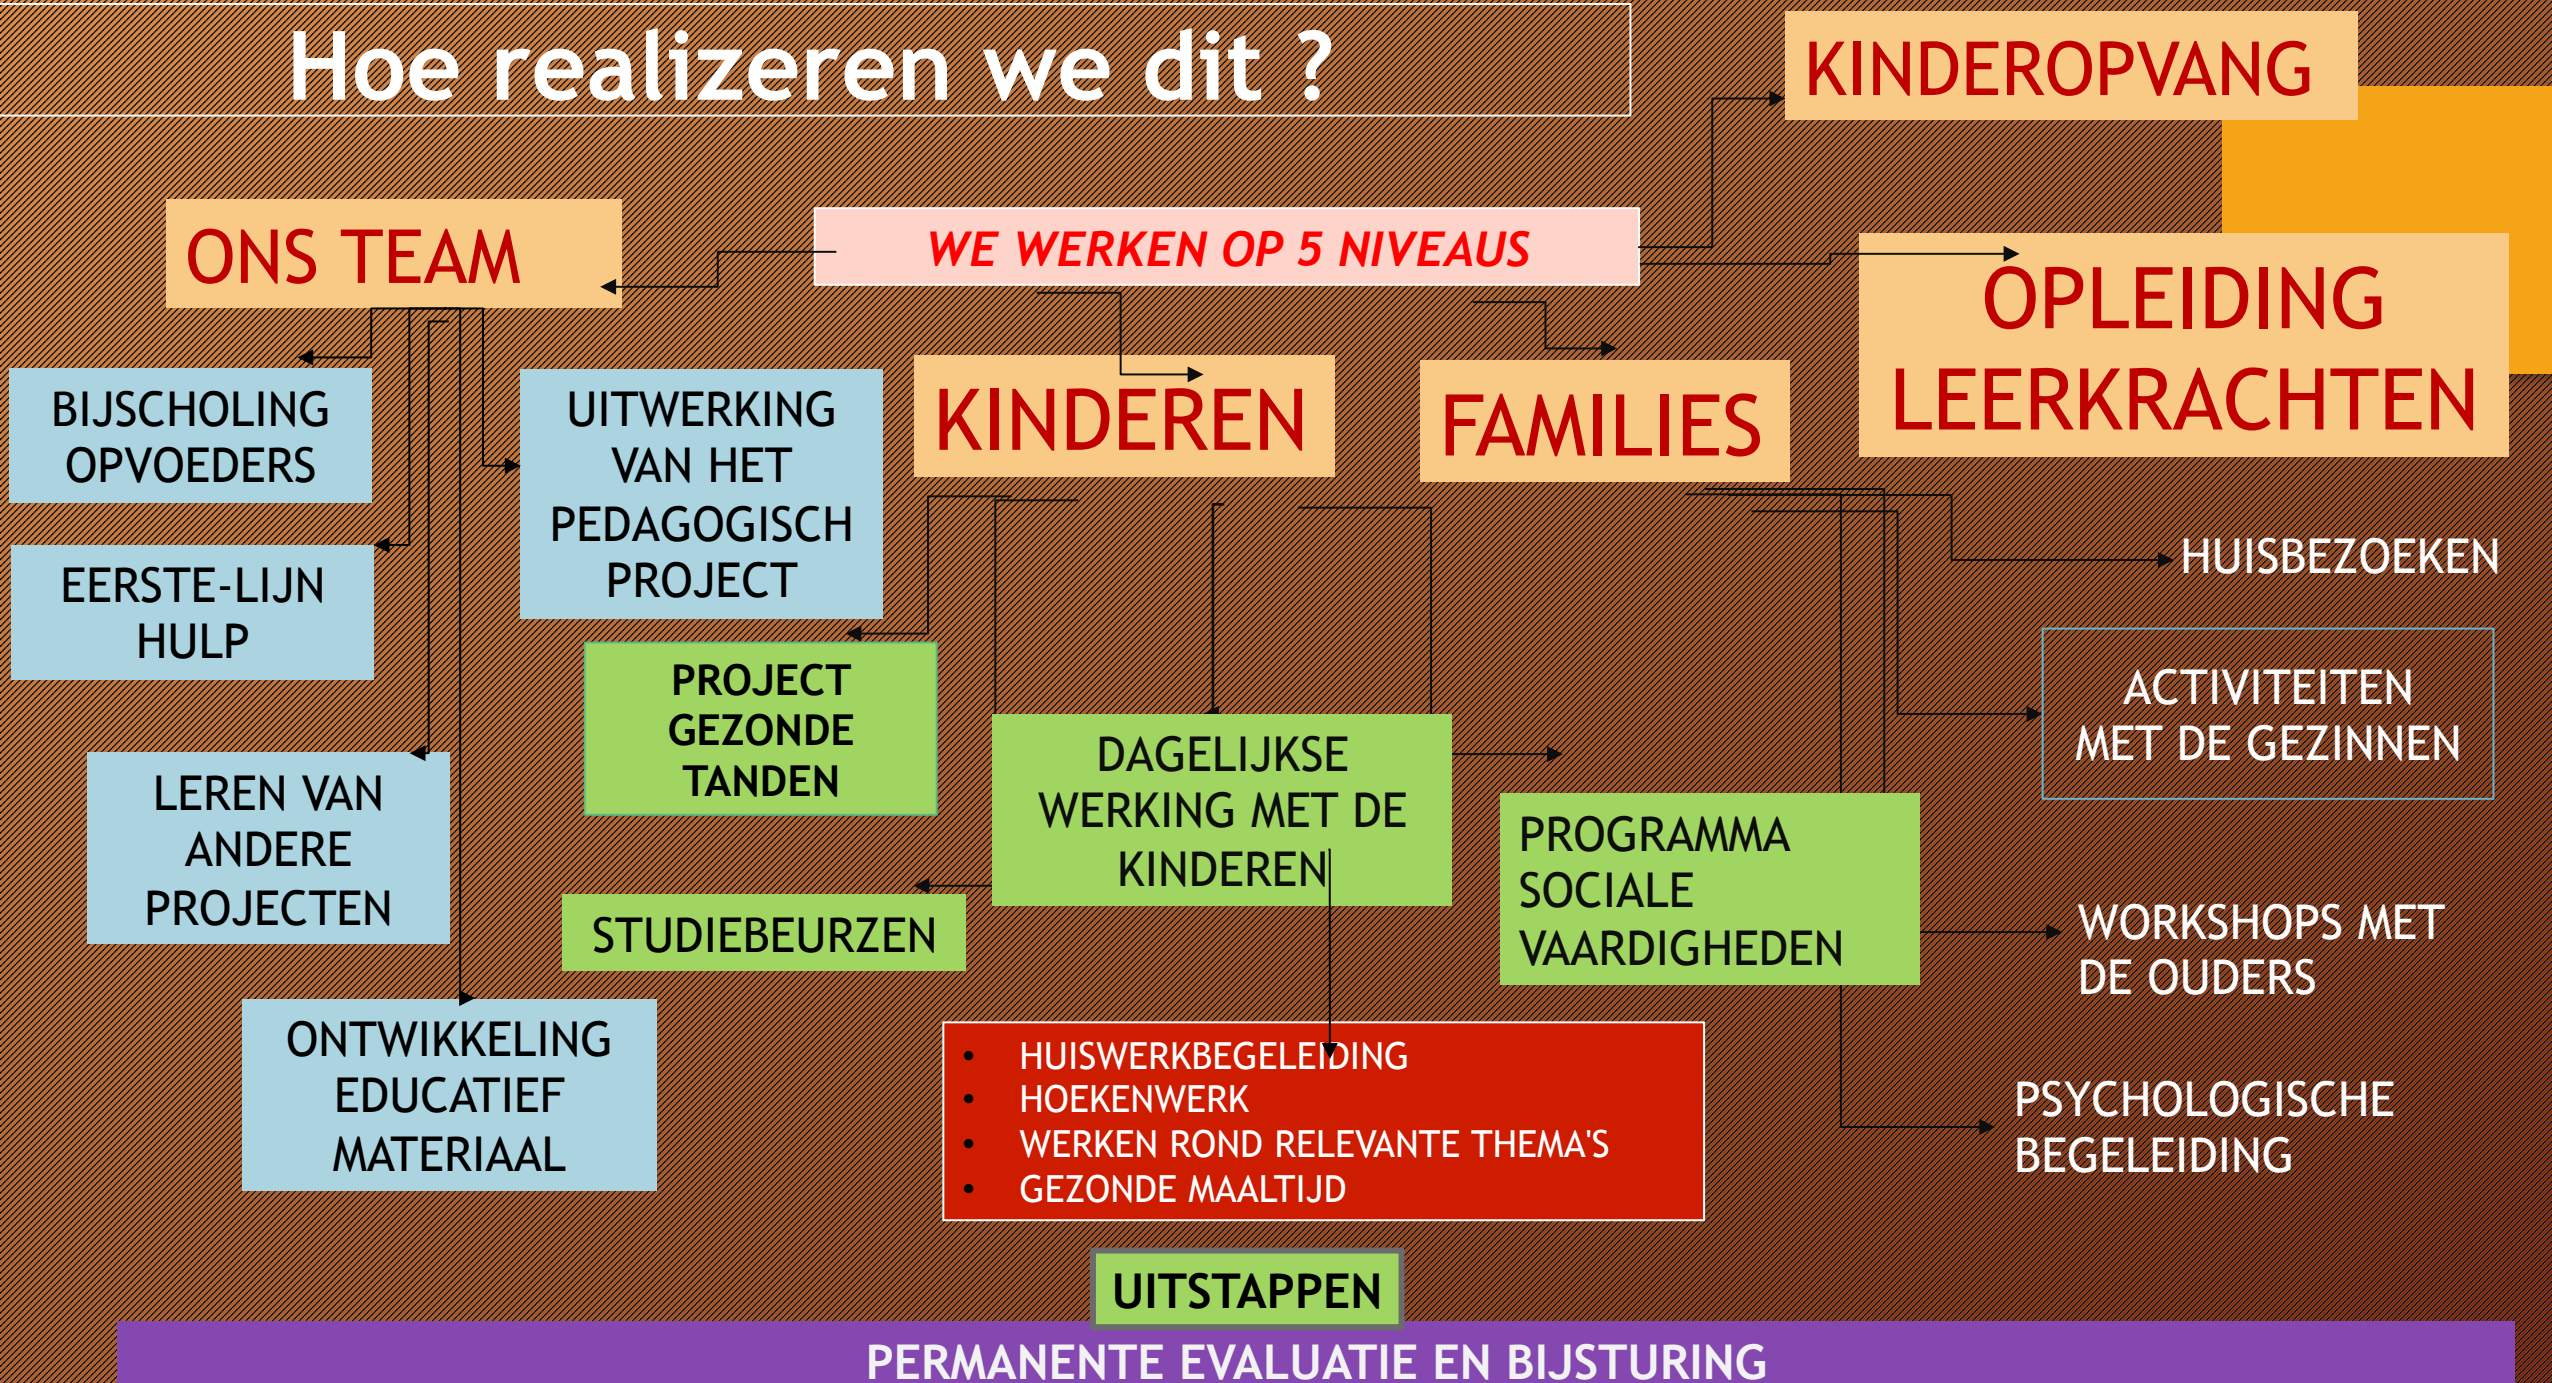 Hoe realizeren we dit ?
KINDEROPVANG
ONS TEAM
WE WERKEN OP 5 NIVEAUS
OPLEIDING
LEERKRACHTEN
KINDEREN
FAMILIES
BIJSCHOLING
OPVOEDERS
UITWERKING
VAN HET
PEDAGOGISCH
PROJECT
EERSTE-LIJN
HULP
HUISBEZOEKEN
PROJECT
GEZONDE
TANDEN
ACTIVITEITEN
MET DE GEZINNEN
LEREN VAN
ANDERE
PROJECTEN
DAGELIJKSE
WERKING MET DE
KINDEREN
PROGRAMMA
SOCIALE
VAARDIGHEDEN
STUDIEBEURZEN
WORKSHOPS MET
DE OUDERS
ONTWIKKELING
EDUCATIEF
MATERIAAL
• HUISWERKBEGELEIDING
• HOEKENWERK
• WERKEN ROND RELEVANTE THEMA'S
• GEZONDE MAALTIJD
PSYCHOLOGISCHE
BEGELEIDING
UITSTAPPEN
PERMANENTE EVALUATIE EN BIJSTURING